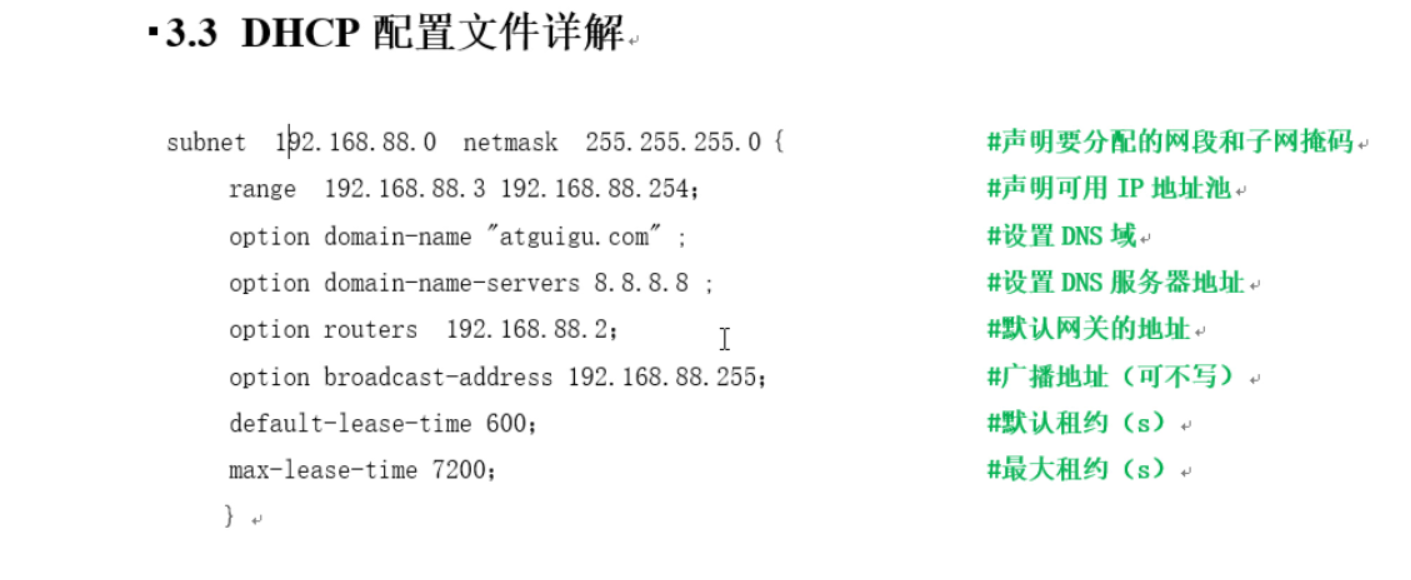 ▪3.3 DHCP 配置文件详解
subnet 192.168.88.0 netmask 255.255.255.0 { #声明要分配的网段和子网掩码
range 192.168.88.3 192.168.88.254; #声明可用 IP 地址池
option domain-name "atguigu.com" ; #设置 DNS 域
option domain-name-servers 8.8.8.8 ; #设置 DNS 服务器地址
option routers 192.168.88.2; #默认网关的地址
option broadcast-address 192.168.88.255; #广播地址（可不写）
default-lease-time 600; #默认租约（s）
max-lease-time 7200; #最大租约（s）
}